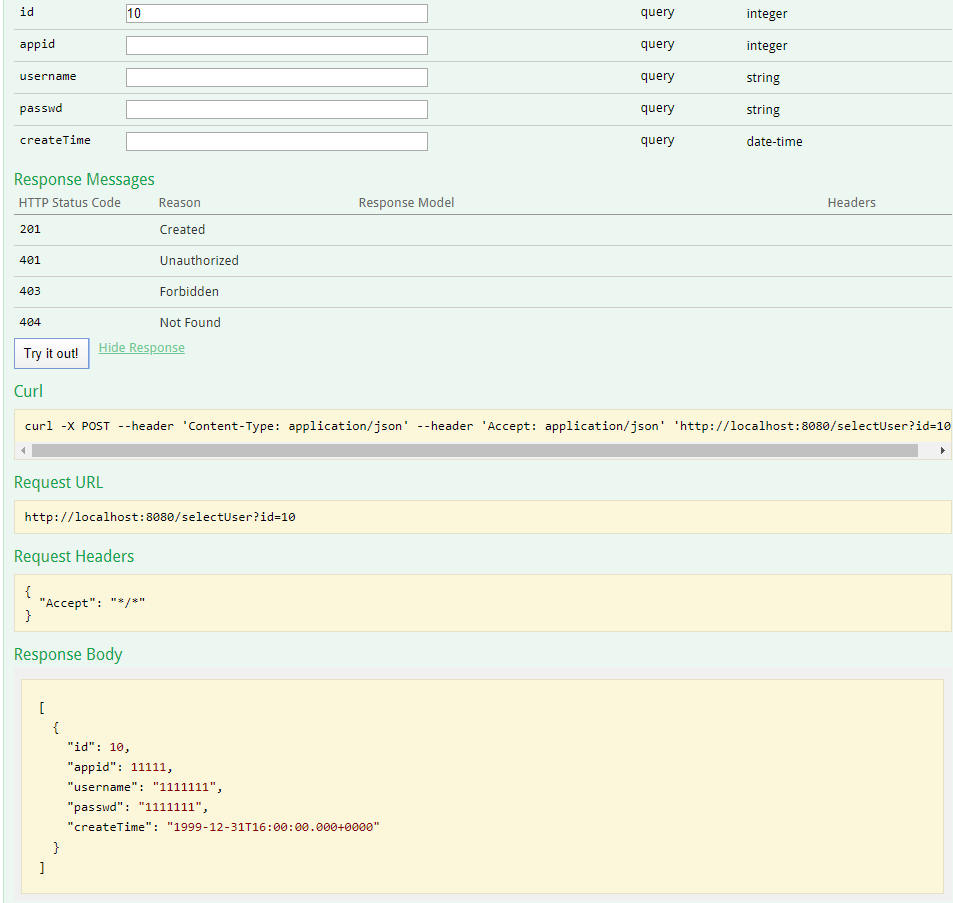 id 10 query integer
appid query integer
username query string
passwd query string
createTime query date-time
Response Messages
HTTP Status Code Reason Response Model Headers
201 Created
401 Unauthorized
403 Forbidden
404 Not Found
Try it out! Hide Response
Curl
curl -X POST --header 'Content-Type: application/json' --header 'Accept: application/json' 'http://localhost:8080/selectUser?id=10
Request URL
http://localhost:8080/selectUser?id=10
Request Headers
{
"Accept": "*/*"
}
Response Body
[
{
"id": 10,
"appid": 11111,
"username": "1111111",
"passwd": "1111111",
"createTime": "1999-12-31T16:00:00.000+0000"
}
]